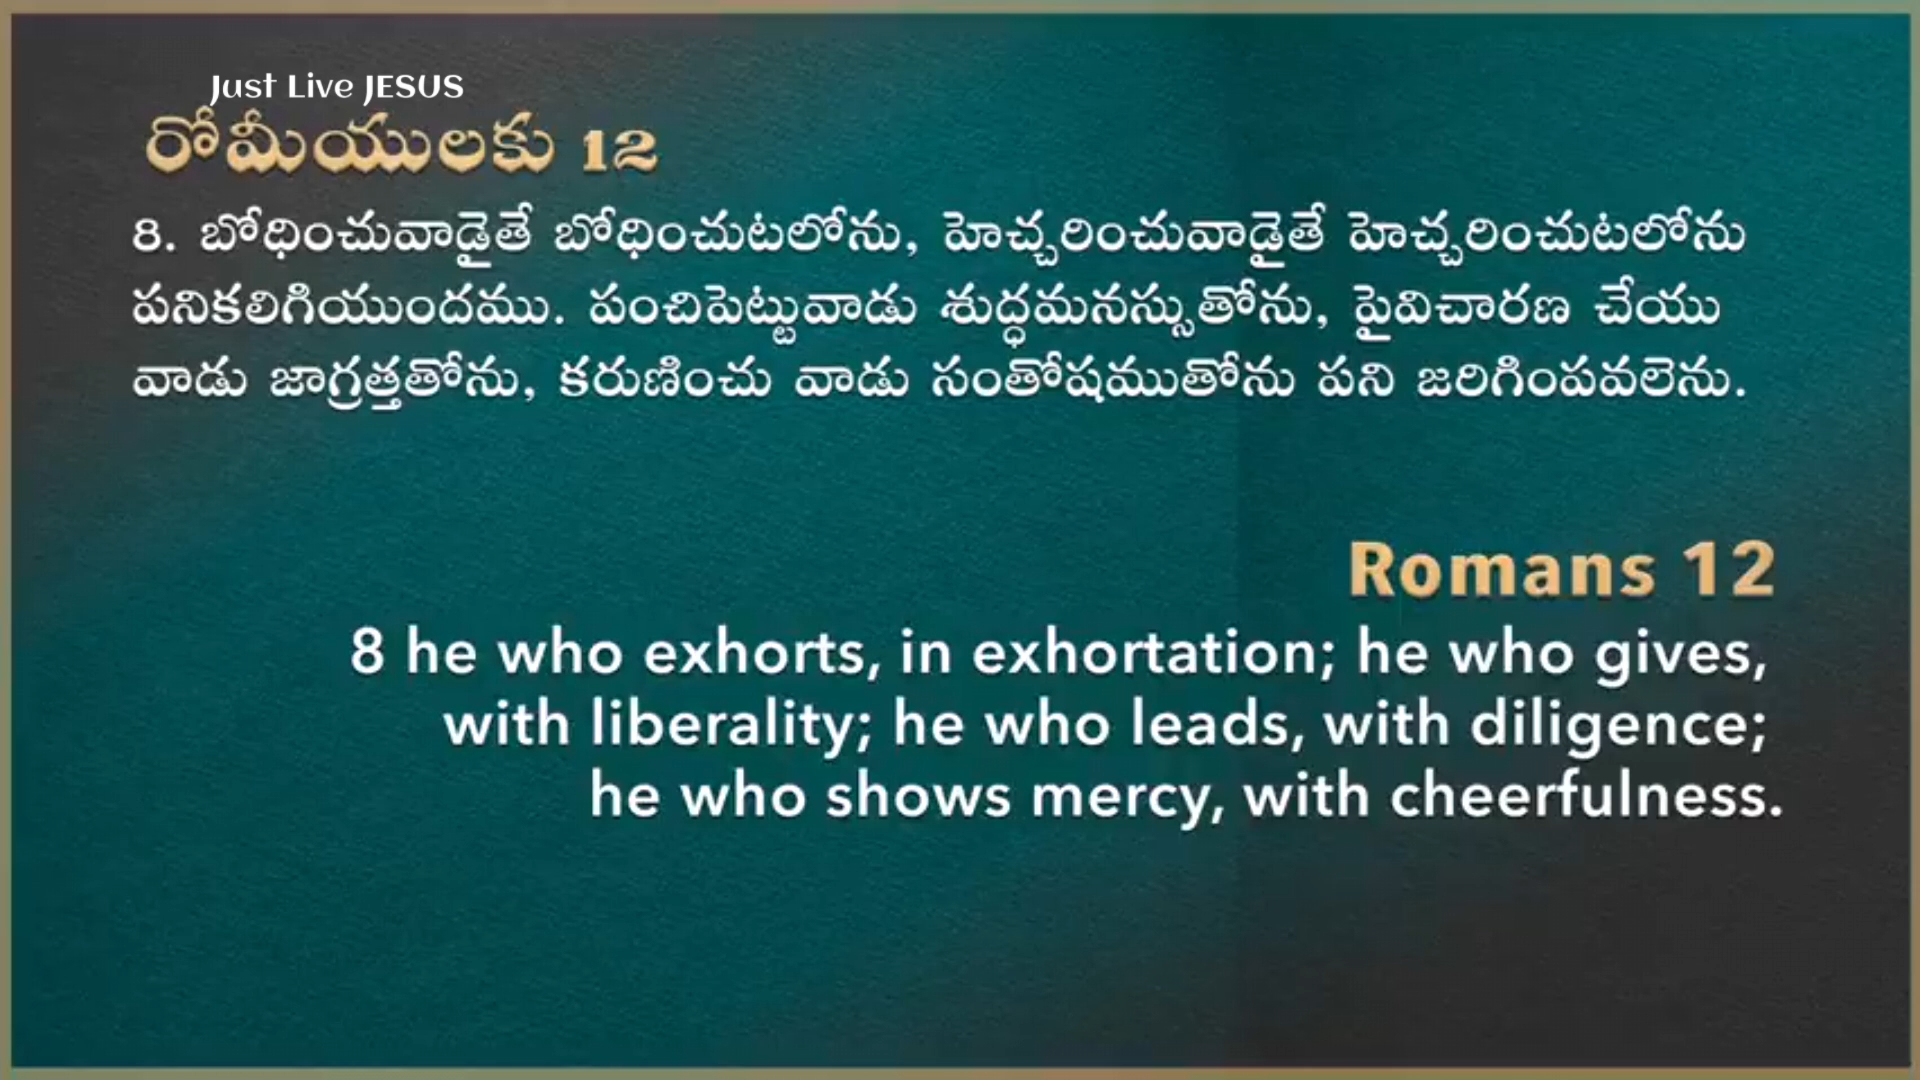 Just Live JESUS
రోమీయులకు 12
8. బోధించువాడైతే బోధించుటలోను, హెచ్చరించువాడైతే హెచ్చరించుటలోను
పనికలిగియుందము. పంచిపెట్టువాడు శుద్ధమనస్సుతోను, పైవిచారణ చేయు
వాడు జాగ్రత్తతోను, కరుణించు వాడు సంతోషముతోను పని జరిగింపవలెను.
Romans 12
8 he who exhorts, in exhortation; he who gives,
with liberality; he who leads, with diligence;
he who shows mercy, with cheerfulness.